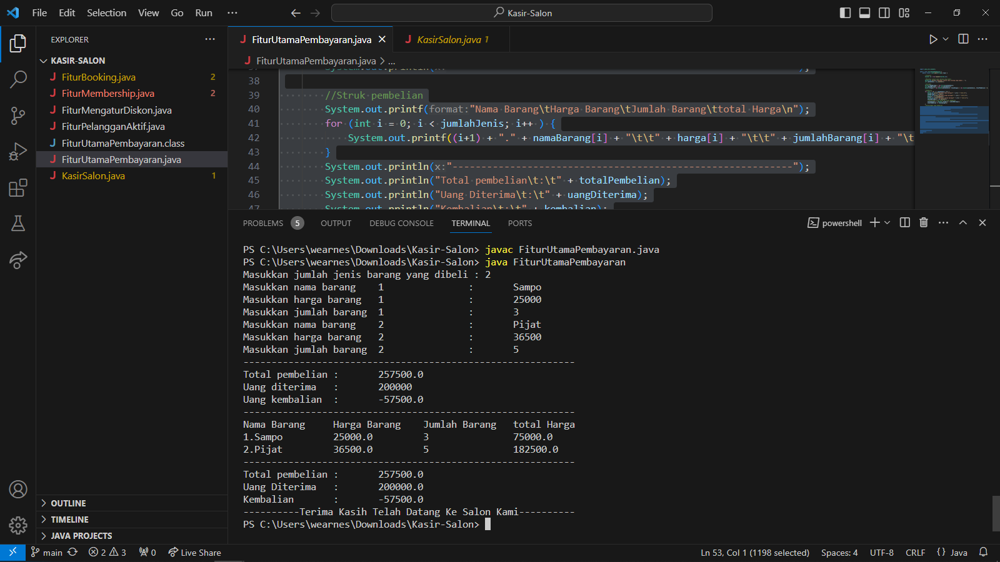 File Edit Selection View Go Run ···
Kasir-Salon
EXPLORER
KASIR-SALON
FiturBooking.java 2
FiturMembership.java 2
FiturMengaturDiskon.java
FiturPelangganAktif.java
FiturUtamaPembayaran.class
FiturUtamaPembayaran.java
KasirSalon.java 1
OUTLINE
TIMELINE
JAVA PROJECTS
FiturUtamaPembayaran.java
KasirSalon.java 1
FiturUtamaPembayaran.java > ...
38
39 //Struk pembelian
40 System.out.printf(format:"Nama Barang\tHarga Barang\tJumlah Barang\ttotal Harga\n");
41 for (int i = 0; i < jumlahJenis; i++ ) {
42 System.out.printf((i+1) + "." + namaBarang[i] + "\t\t" + harga[i] + "\t\t" + jumlahBarang[i] + "\t
43 }
44 System.out.println(x:"-----------------------------------------------------------");
45 System.out.println("Total pembelian\t:\t" + totalPembelian);
46 System.out.println("Uang Diterima\t:\t" + uangDiterima);
47 System.out.println("Kembalian\t:\t" + kembalian);
PROBLEMS 5 OUTPUT DEBUG CONSOLE TERMINAL PORTS
powershell
PS C:\Users\wearnes\Downloads\Kasir-Salon> javac FiturUtamaPembayaran.java
PS C:\Users\wearnes\Downloads\Kasir-Salon> java FiturUtamaPembayaran
Masukkan jumlah jenis barang yang dibeli : 2
Masukkan nama barang 1 : Sampo
Masukkan harga barang 1 : 25000
Masukkan jumlah barang 1 : 3
Masukkan nama barang 2 : Pijat
Masukkan harga barang 2 : 36500
Masukkan jumlah barang 2 : 5
-----------------------------------------------------------
Total pembelian : 257500.0
Uang diterima : 200000
Uang kembalian : -57500.0
-----------------------------------------------------------
Nama Barang Harga Barang Jumlah Barang total Harga
1.Sampo 25000.0 3 75000.0
2.Pijat 36500.0 5 182500.0
-----------------------------------------------------------
Total pembelian : 257500.0
Uang Diterima : 200000.0
Kembalian : -57500.0
----------Terima Kasih Telah Datang Ke Salon Kami----------
PS C:\Users\wearnes\Downloads\Kasir-Salon>
main 2 3 0 Live Share
Ln 53, Col 1 (1198 selected) Spaces: 4 UTF-8 CRLF {} Java